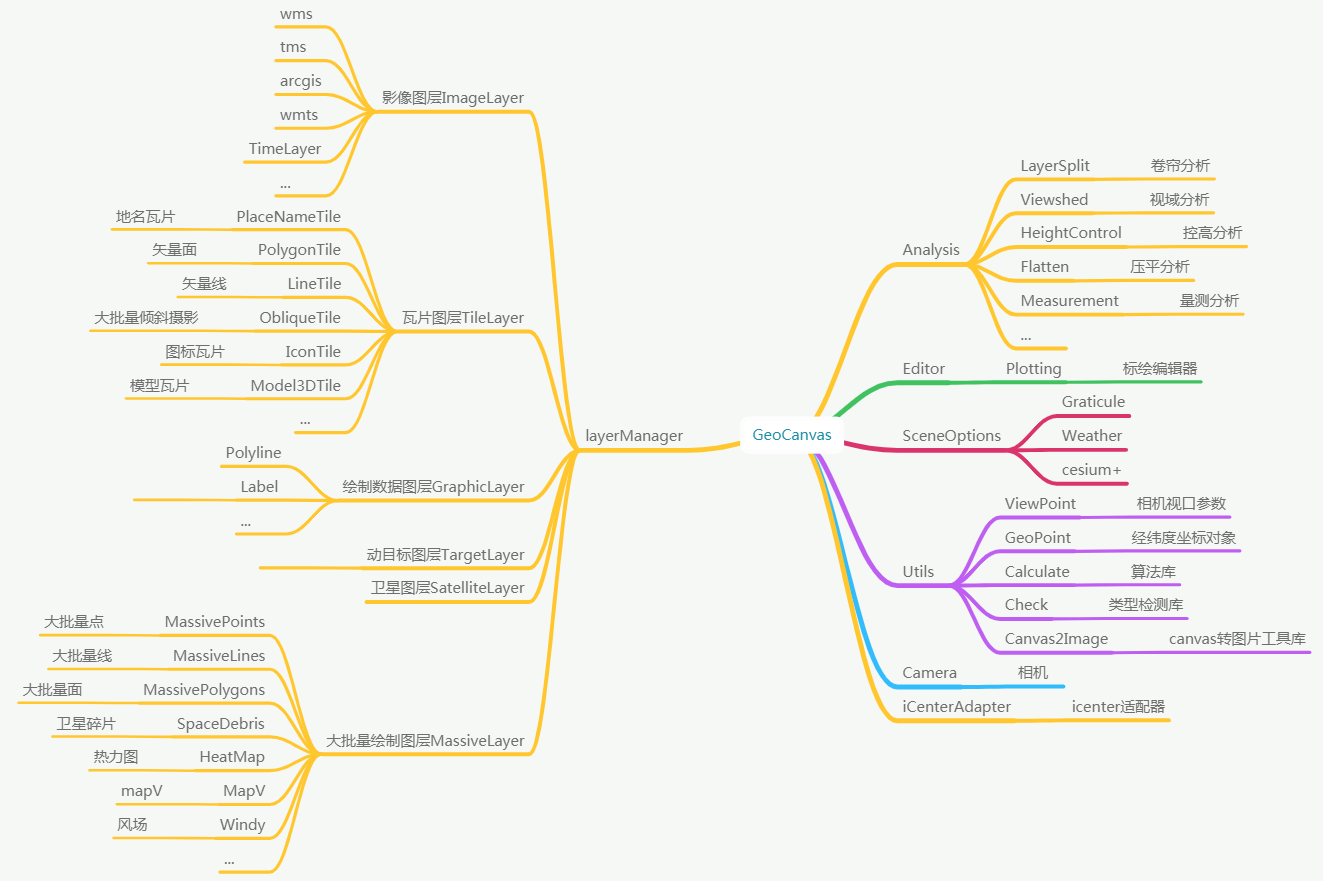 GeoCanvas
layerManager
影像图层ImageLayer
wms
tms
arcgis
wmts
TimeLayer
...
瓦片图层TileLayer
地名瓦片 PlaceNameTile
矢量面 PolygonTile
矢量线 LineTile
大批量倾斜摄影 ObliqueTile
图标瓦片 IconTile
模型瓦片 Model3DTile
...
绘制数据图层GraphicLayer
Polyline
Label
...
动目标图层TargetLayer
卫星图层SatelliteLayer
大批量绘制图层MassiveLayer
大批量点 MassivePoints
大批量线 MassiveLines
大批量面 MassivePolygons
卫星碎片 SpaceDebris
热力图 HeatMap
mapV MapV
风场 Windy
...
Analysis
LayerSplit 卷帘分析
Viewshed 视域分析
HeightControl 控高分析
Flatten 压平分析
Measurement 量测分析
...
Editor Plotting 标绘编辑器
SceneOptions
Graticule
Weather
cesium+
Utils
ViewPoint 相机视口参数
GeoPoint 经纬度坐标对象
Calculate 算法库
Check 类型检测库
Canvas2Image canvas转图片工具库
Camera 相机
iCenterAdapter icenter适配器